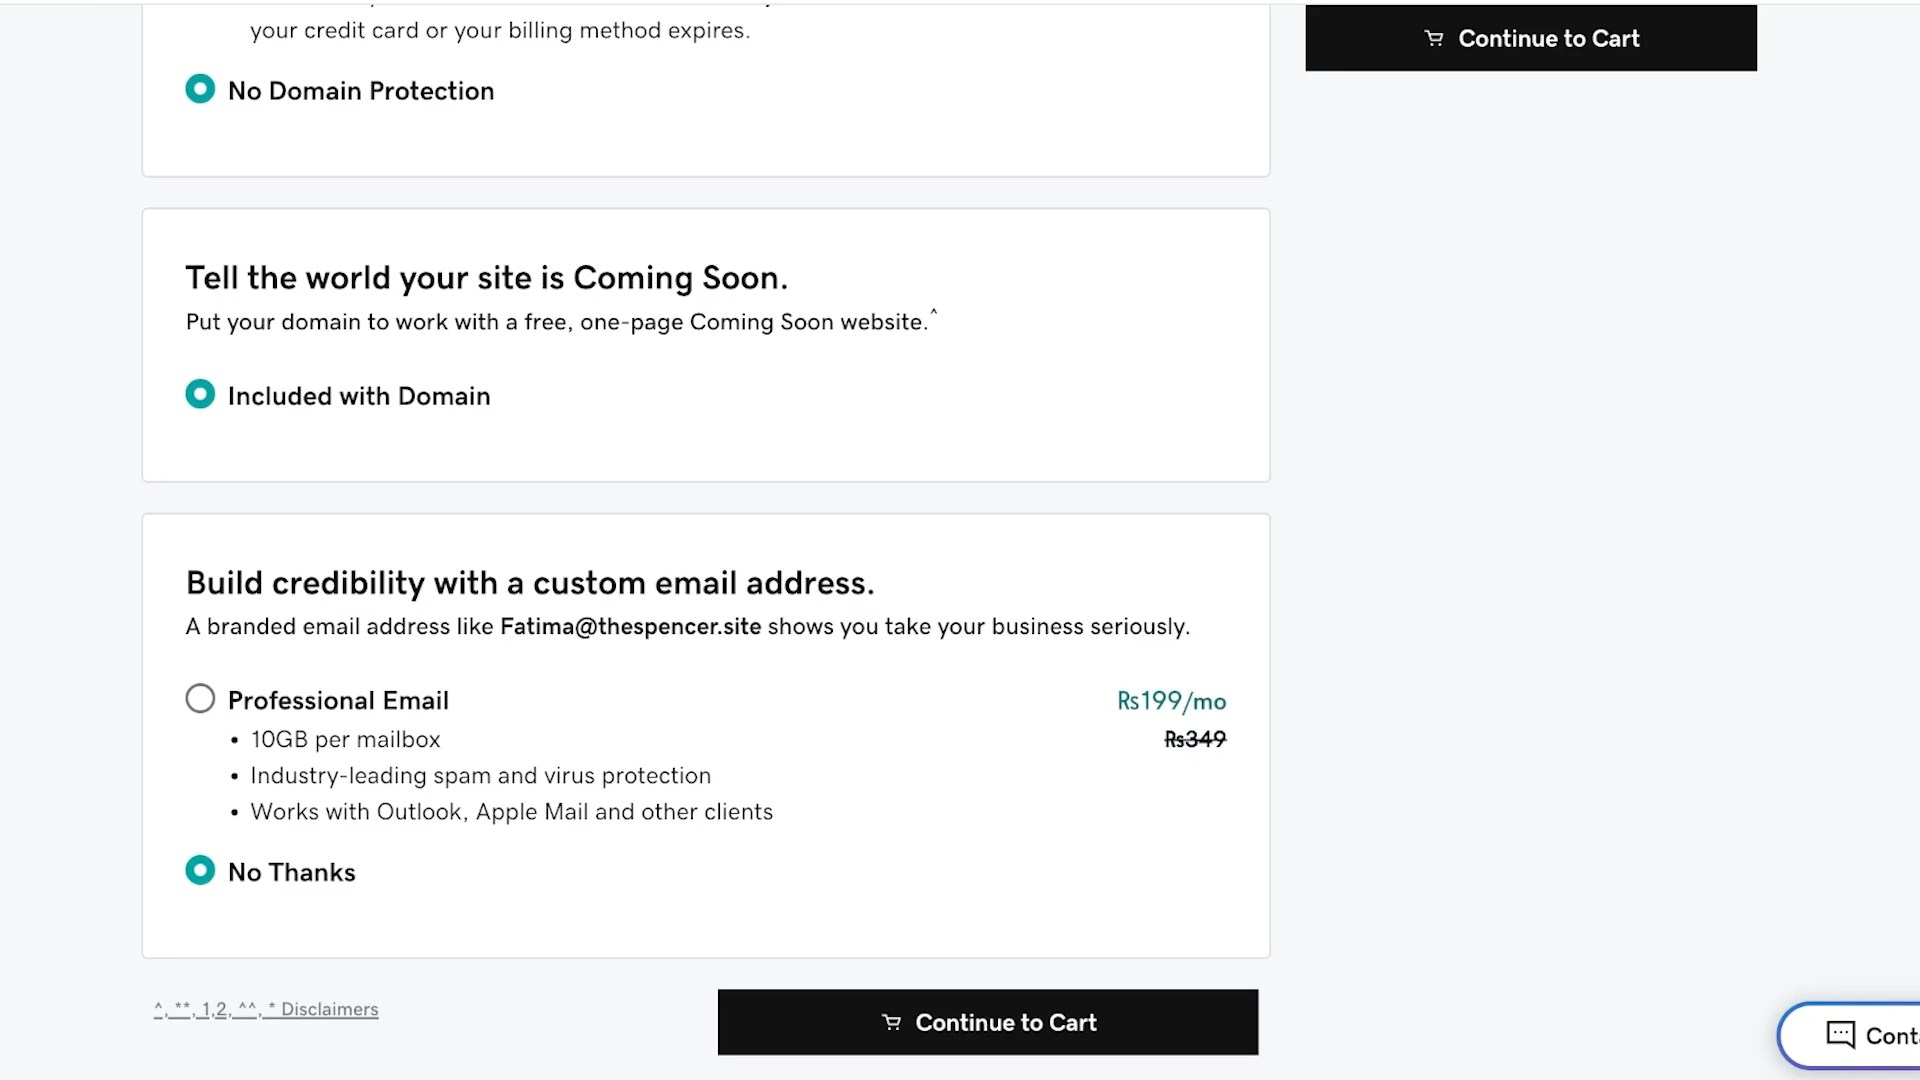 your credit card or your billing method expires.
Continue to Cart
No Domain Protection
Tell the world your site is Coming Soon.
Put your domain to work with a free, one-page Coming Soon website.^
Included with Domain
Build credibility with a custom email address.
A branded email address like Fatima@thespencer.site shows you take your business seriously.
Professional Email Rs199/mo
• 10GB per mailbox Rs349
• Industry-leading spam and virus protection
• Works with Outlook, Apple Mail and other clients
No Thanks
^, **, 1,2, ^^, * Disclaimers
Continue to Cart
Cont